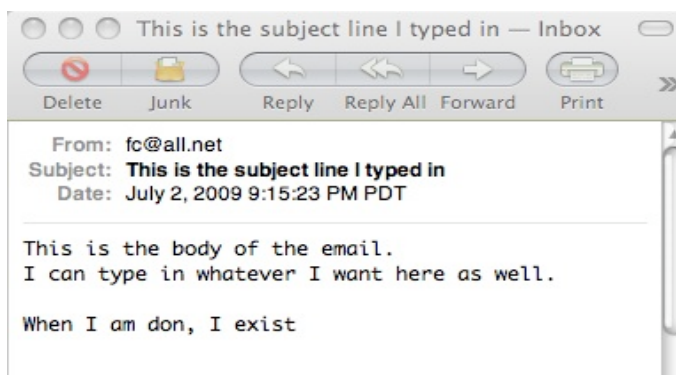 This is the subject line I typed in — Inbox
Delete Junk Reply Reply All Forward Print
From: fc@all.net
Subject: This is the subject line I typed in
Date: July 2, 2009 9:15:23 PM PDT
This is the body of the email.
I can type in whatever I want here as well.
When I am don, I exist